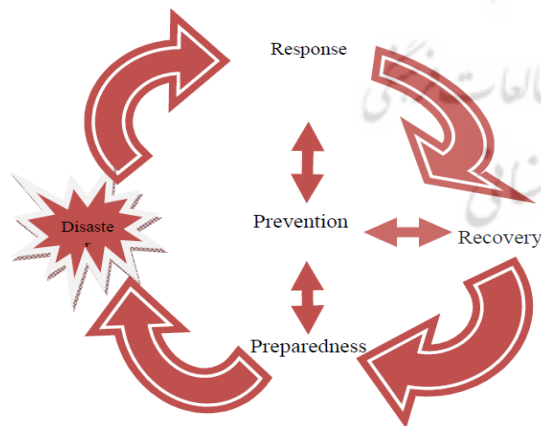 Response
Disaste
r
Prevention
Recovery
Preparedness